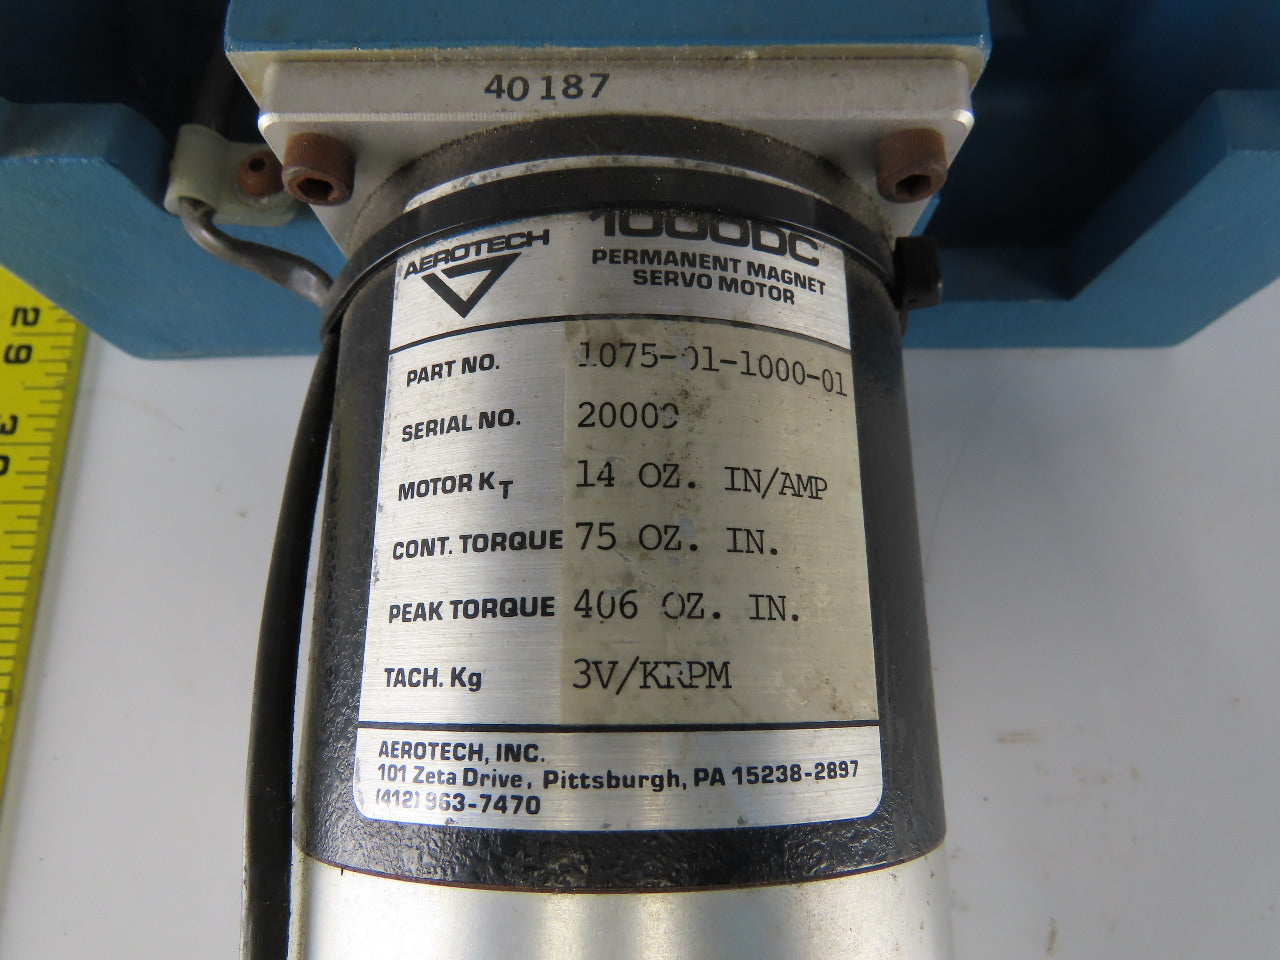 40187
AEROTECH
1000DC
PERMANENT MAGNET
SERVO MOTOR
PART NO. 1075-01-1000-01
SERIAL NO. 20009
MOTOR KT 14 OZ. IN/AMP
CONT. TORQUE 75 OZ. IN.
PEAK TORQUE 406 OZ. IN.
TACH. Kg 3V/KRPM
AEROTECH, INC.
101 Zeta Drive, Pittsburgh, PA 15238-2897
(412) 963-7470
29
30